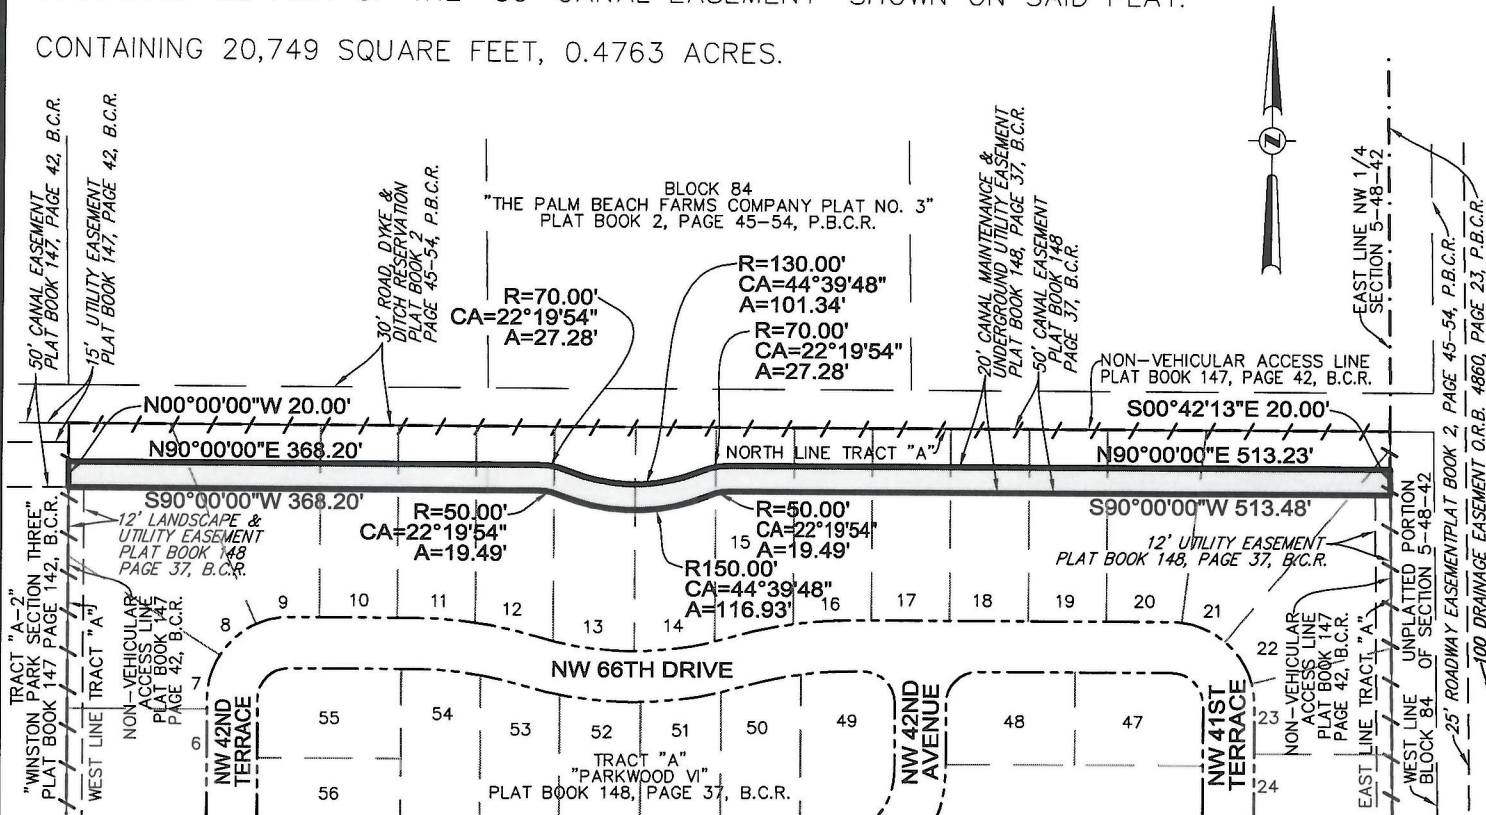 CANAL EASEMENT" SHOWN ON SAID PLAT.
CONTAINING 20,749 SQUARE FEET, 0.4763 ACRES.
50' CANAL EASEMENT
PLAT BOOK 147, PAGE 42, B.C.R.
15' UTILITY EASEMENT
PLAT BOOK 147, PAGE 42, B.C.R.
30' ROAD, DYKE &
DITCH RESERVATION
PLAT BOOK 2
PAGE 45-54, P.B.C.R.
BLOCK 84
"THE PALM BEACH FARMS COMPANY PLAT NO. 3"
PLAT BOOK 2, PAGE 45-54, P.B.C.R.
20' CANAL MAINTENANCE &
UNDERGROUND UTILITY EASEMENT
PLAT BOOK 148, PAGE 37, B.C.R.
50' CANAL EASEMENT
PLAT BOOK 148
PAGE 37, B.C.R.
Z
EAST LINE NW 1/4
SECTION 5-48-42
R=70.00'
CA=22°19'54"
A=27.28'
R=130.00'
CA=44°39'48"
A=101.34'
R=70.00'
CA=22°19'54"
A=27.28'
NON-VEHICULAR ACCESS LINE
PLAT BOOK 147, PAGE 42, B.C.R.
N00°00'00"W 20.00'
S00°42'13"E 20.00'
N90°00'00"E 368.20'
NORTH LINE TRACT "A"
N90°00'00"E 513.23'
S90°00'00"W 368.20'
S90°00'00"W 513.48'
R=50.00'
CA=22°19'54"
A=19.49'
R=50.00'
CA=22°19'54"
A=19.49'
R150.00'
CA=44°39'48"
A=116.93'
12' LANDSCAPE &
UTILITY EASEMENT
PLAT BOOK 148
PAGE 37, B.C.R.
12' UTILITY EASEMENT
PLAT BOOK 148, PAGE 37, B.C.R.
TRACT "A-2"
"WINSTON PARK SECTION THREE"
PLAT BOOK 147 PAGE 142, B.C.R.
WEST LINE TRACT "A"
NON-VEHICULAR
ACCESS LINE
PLAT BOOK 147
PAGE 42, B.C.R.
7
6
8
9
10
11
12
13
14
15
16
17
18
19
20
21
22
23
24
NW 66TH DRIVE
NW 42ND
TERRACE
NW 42ND
AVENUE
NW 41ST
TERRACE
55
54
53
52
51
50
49
48
47
56
TRACT "A"
"PARKWOOD VI"
PLAT BOOK 148, PAGE 37, B.C.R.
NON-VEHICULAR
ACCESS LINE
PLAT BOOK 147
PAGE 42, B.C.R.
EAST LINE TRACT "A"
WEST LINE UNPLATTED PORTION
BLOCK 84 OF SECTION 5-48-42
25' ROADWAY EASEMENTPLAT BOOK 2, PAGE 45-54, P.B.C.R.
100 DRAINAGE EASEMENT O.R.B. 4860, PAGE 23, P.B.C.R.